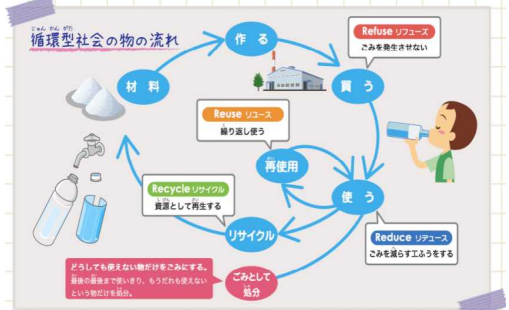 じゅん かん がた
循環型社会の物の流れ
作る
Refuse リフューズ
ごみを発生させない
材料
買う
Reuse リユース
繰り返し使う
再使用
Recycle リサイクル
資源として再生する
使う
リサイクル
Reduce リデュース
ごみを減らす工ふうをする
どうしても使えない物だけをごみにする。
最後の最後まで使いきり、もうだれも使えない
という物だけを処分。
ごみとして
処分